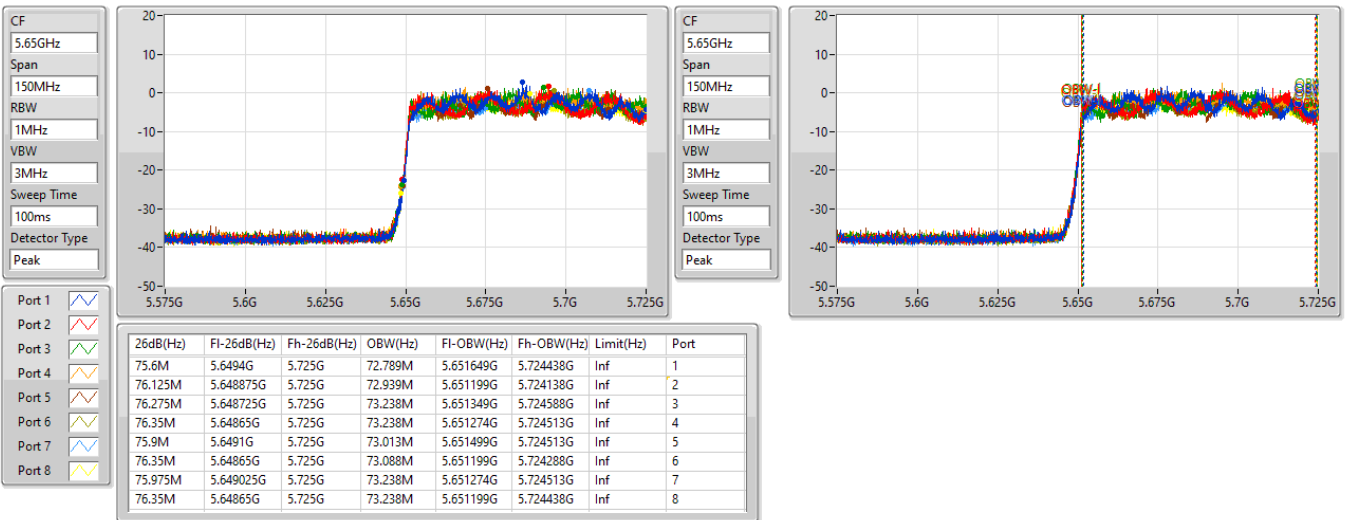 CF
5.65GHz
Span
150MHz
RBW
1MHz
VBW
3MHz
Sweep Time
100ms
Detector Type
Peak
20
10
0
-10
-20
-30
-40
-50
5.575G 5.6G 5.625G 5.65G 5.675G 5.7G 5.725G
CF
5.65GHz
Span
150MHz
RBW
1MHz
VBW
3MHz
Sweep Time
100ms
Detector Type
Peak
20
10
0
-10
-20
-30
-40
-50
OBW-l
5.575G 5.6G 5.625G 5.65G 5.675G 5.7G 5.725G
Port 1
Port 2
Port 3
Port 4
Port 5
Port 6
Port 7
Port 8
26dB(Hz) Fl-26dB(Hz) Fh-26dB(Hz) OBW(Hz) Fl-OBW(Hz) Fh-OBW(Hz) Limit(Hz) Port
75.6M 5.6494G 5.725G 72.789M 5.651649G 5.724438G Inf 1
76.125M 5.648875G 5.725G 72.939M 5.651199G 5.724138G Inf 2
76.275M 5.648725G 5.725G 73.238M 5.651349G 5.724588G Inf 3
76.35M 5.64865G 5.725G 73.238M 5.651274G 5.724513G Inf 4
75.9M 5.6491G 5.725G 73.013M 5.651499G 5.724513G Inf 5
76.35M 5.64865G 5.725G 73.088M 5.651199G 5.724288G Inf 6
75.975M 5.649025G 5.725G 73.238M 5.651274G 5.724513G Inf 7
76.35M 5.64865G 5.725G 73.238M 5.651199G 5.724438G Inf 8